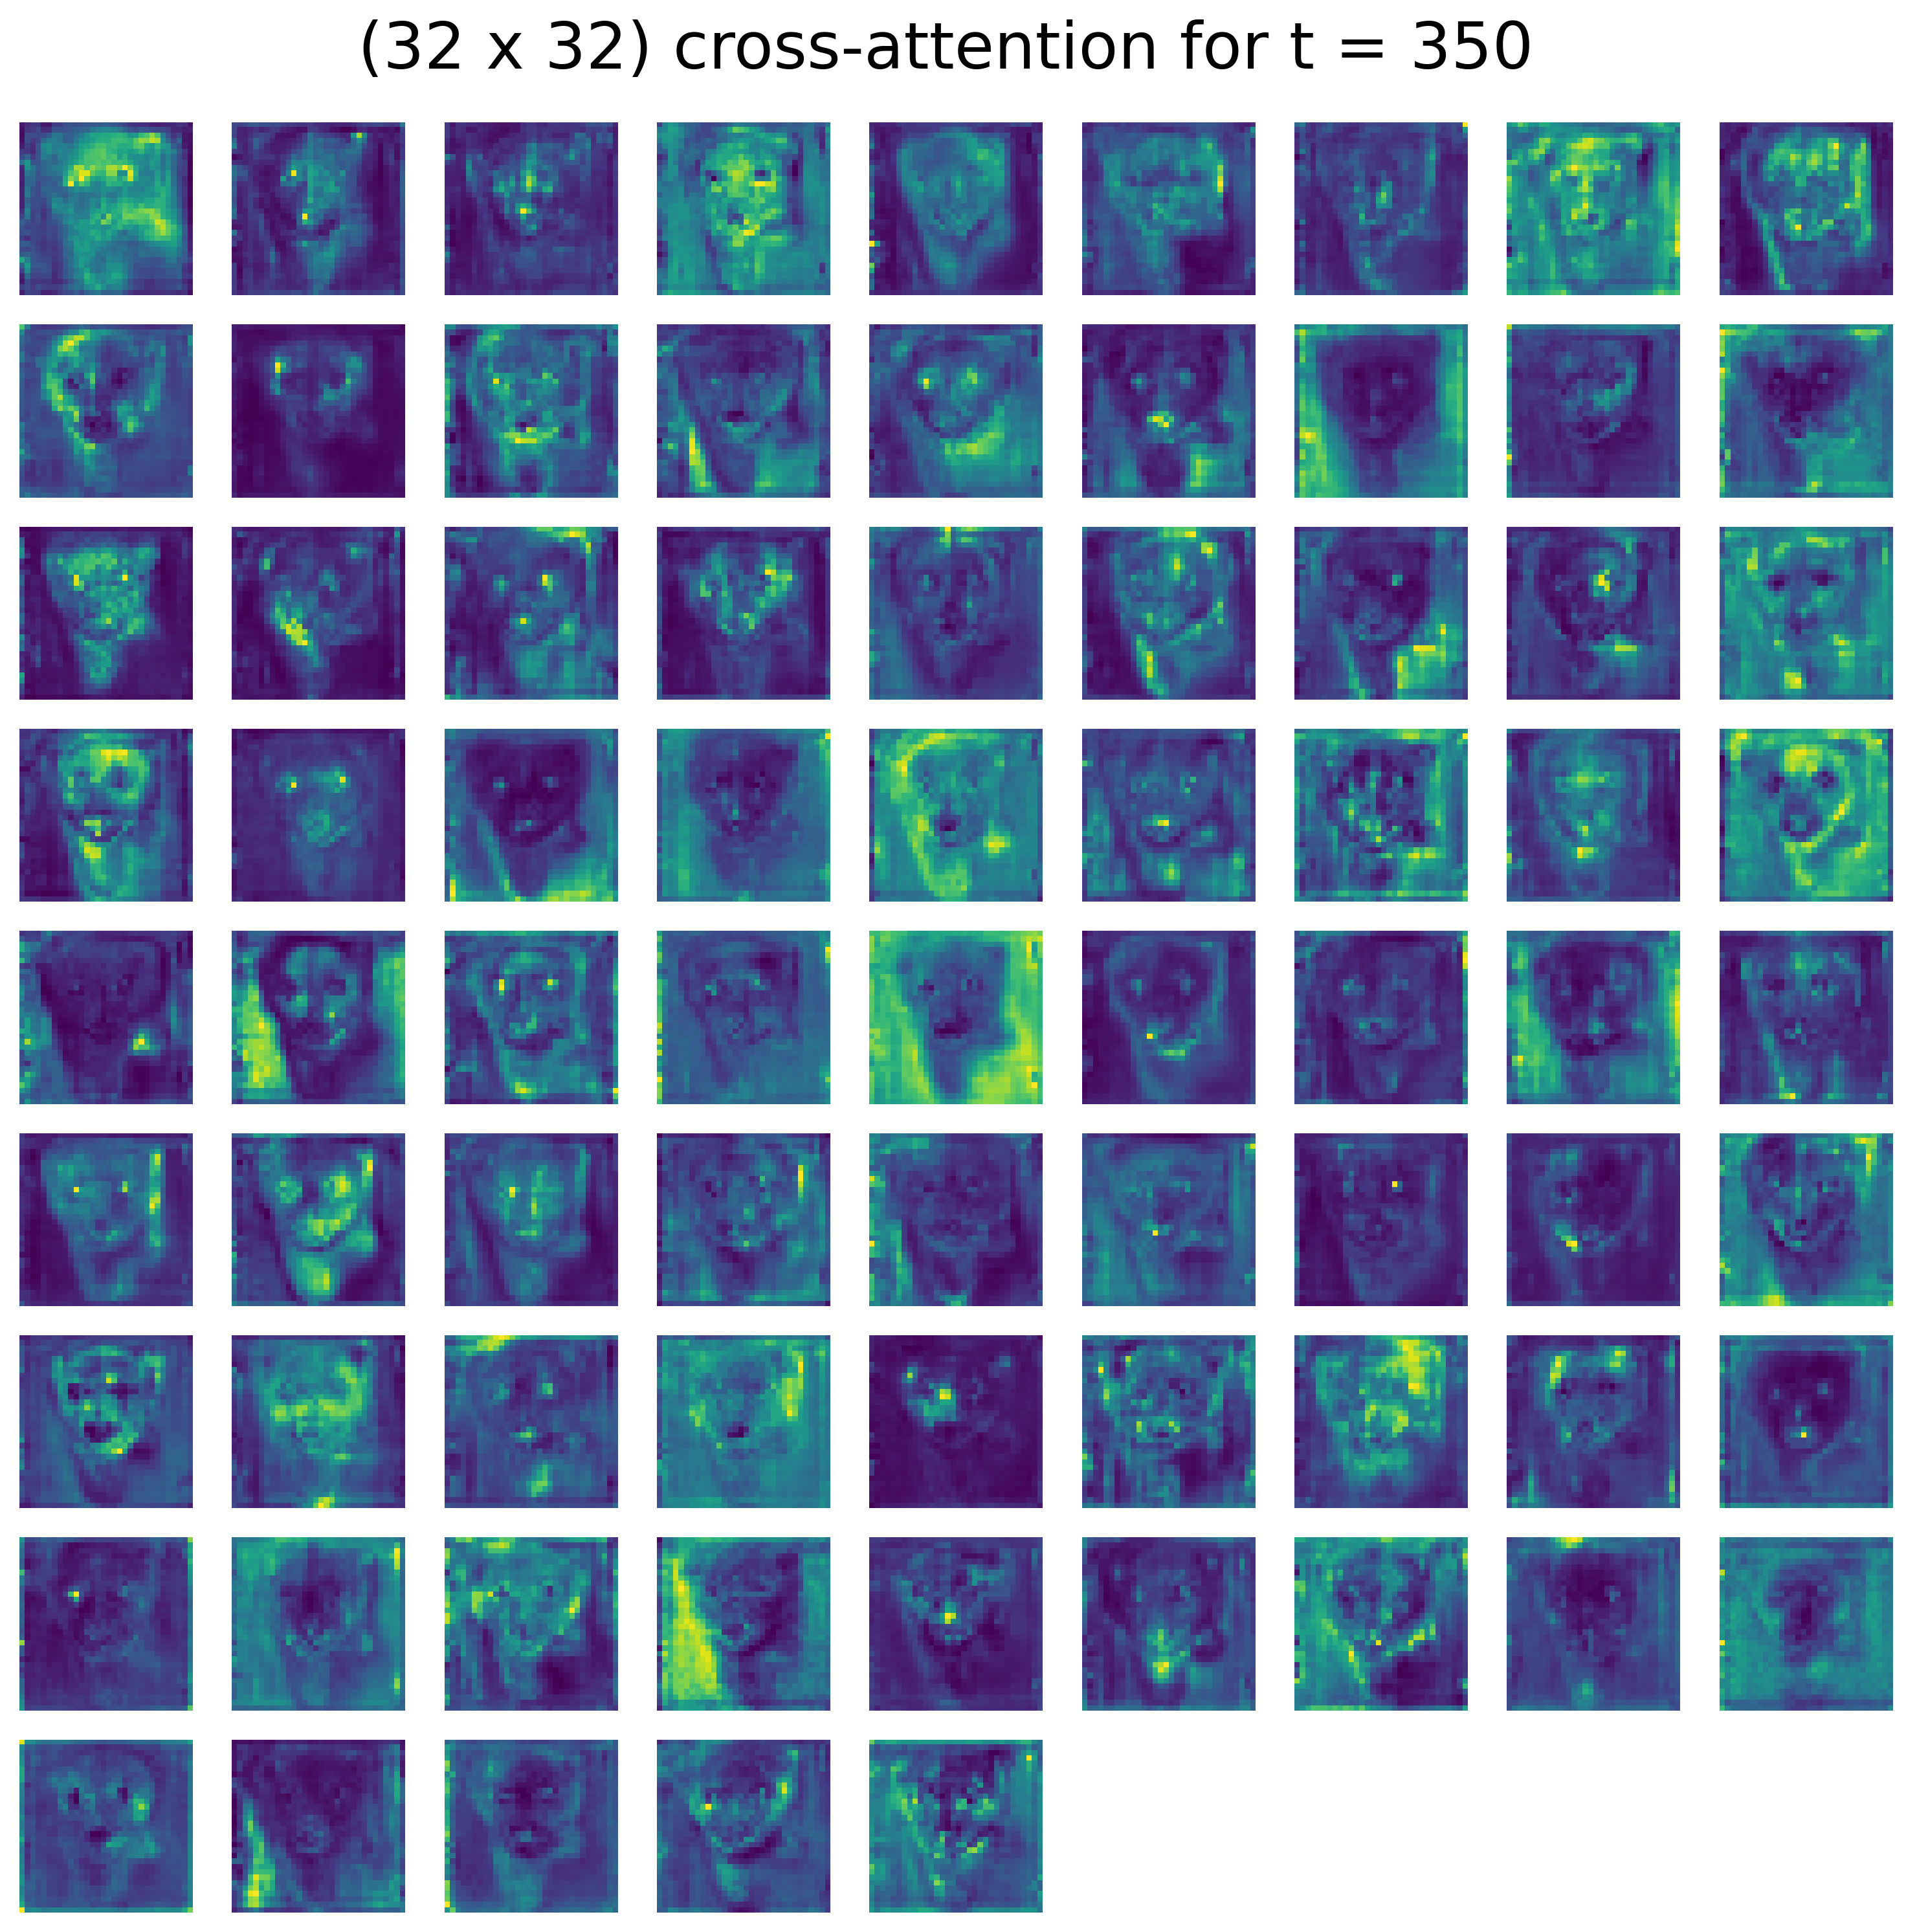 (32 x 32) cross-attention for t = 350